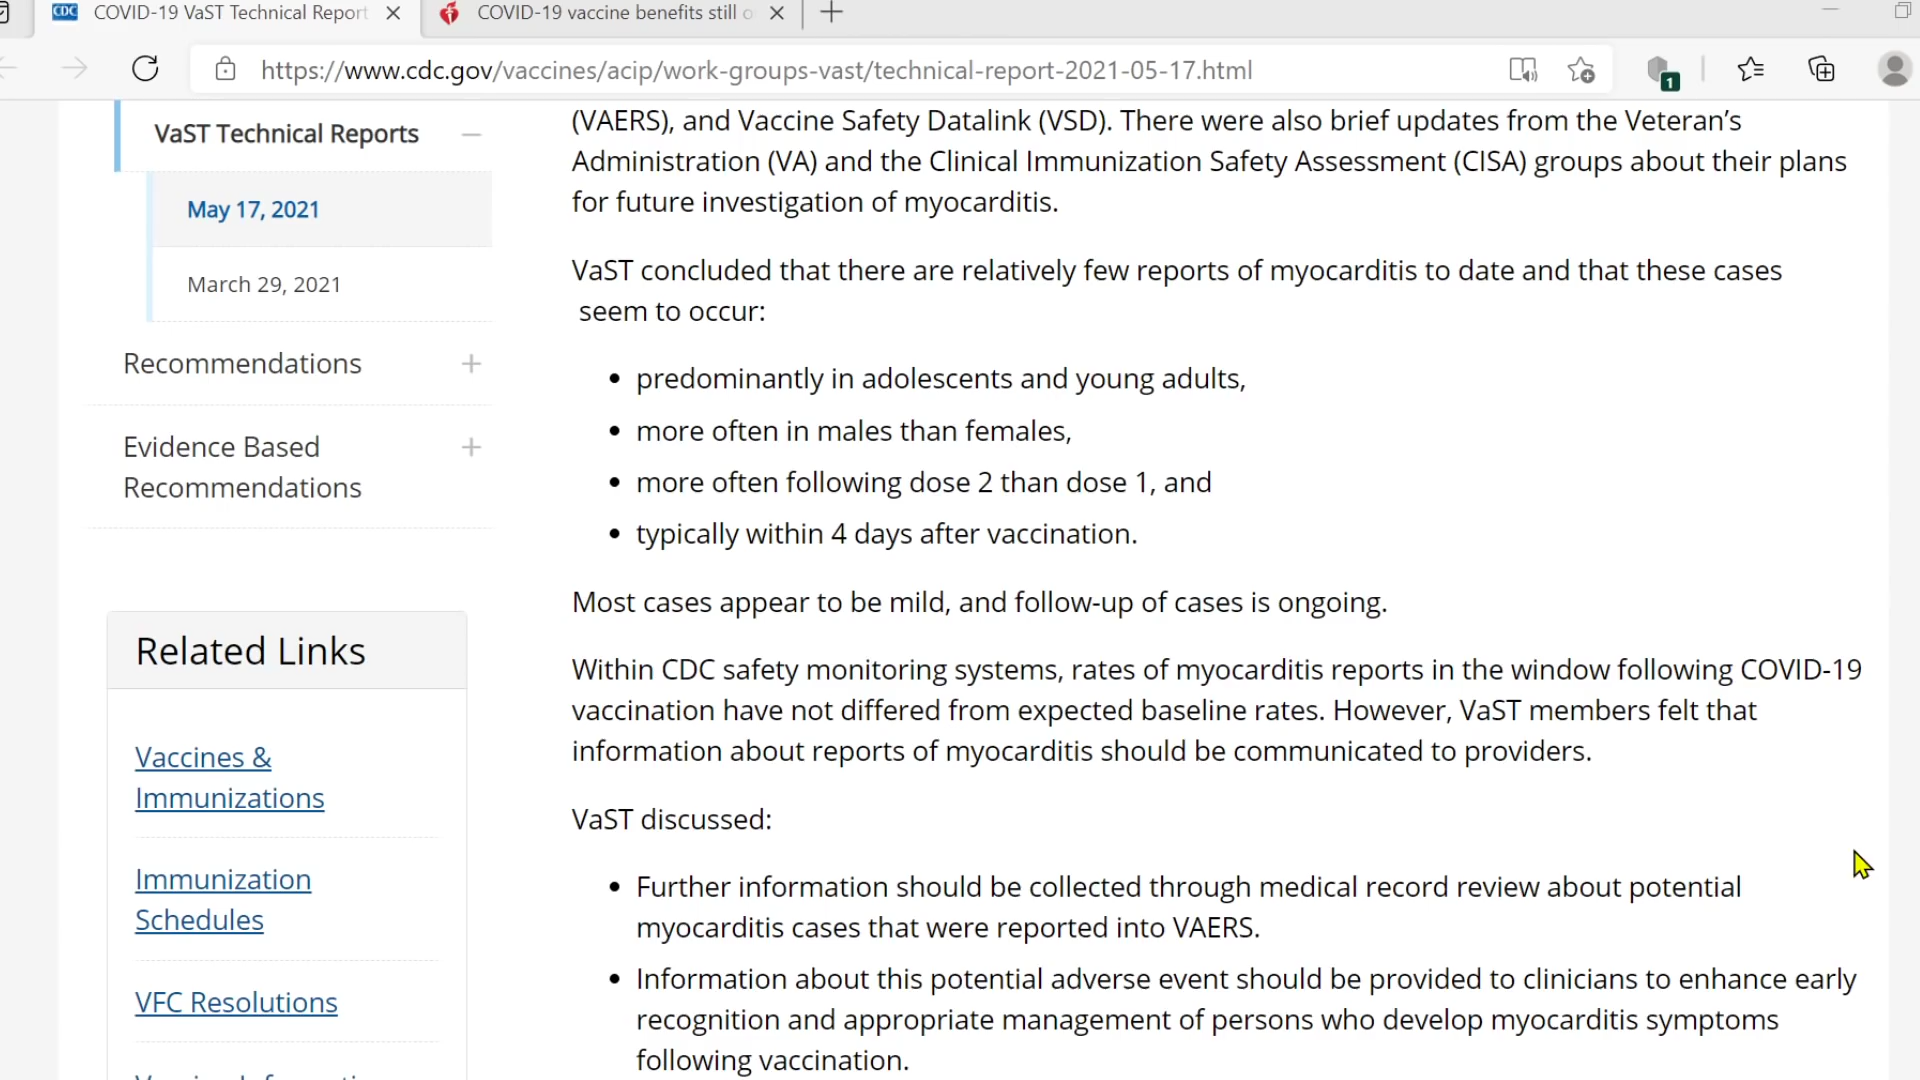 CDC COVID-19 VaST Technical Report
COVID-19 vaccine benefits still o
https://www.cdc.gov/vaccines/acip/work-groups-vast/technical-report-2021-05-17.html
1
VaST Technical Reports
May 17, 2021
March 29, 2021
Recommendations
Evidence Based
Recommendations
Related Links
Vaccines &
Immunizations
Immunization
Schedules
VFC Resolutions
(VAERS), and Vaccine Safety Datalink (VSD). There were also brief updates from the Veteran’s
Administration (VA) and the Clinical Immunization Safety Assessment (CISA) groups about their plans
for future investigation of myocarditis.
VaST concluded that there are relatively few reports of myocarditis to date and that these cases
seem to occur:
• predominantly in adolescents and young adults,
• more often in males than females,
• more often following dose 2 than dose 1, and
• typically within 4 days after vaccination.
Most cases appear to be mild, and follow-up of cases is ongoing.
Within CDC safety monitoring systems, rates of myocarditis reports in the window following COVID-19
vaccination have not differed from expected baseline rates. However, VaST members felt that
information about reports of myocarditis should be communicated to providers.
VaST discussed:
• Further information should be collected through medical record review about potential
myocarditis cases that were reported into VAERS.
• Information about this potential adverse event should be provided to clinicians to enhance early
recognition and appropriate management of persons who develop myocarditis symptoms
following vaccination.